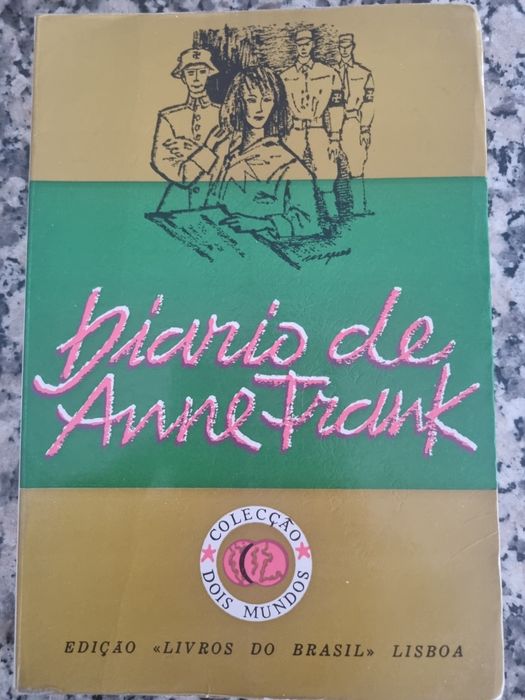 Diario de
Anne Frank
COLECÇÃO
DOIS MUNDOS
EDIÇÃO «LIVROS DO BRASIL» LISBOA